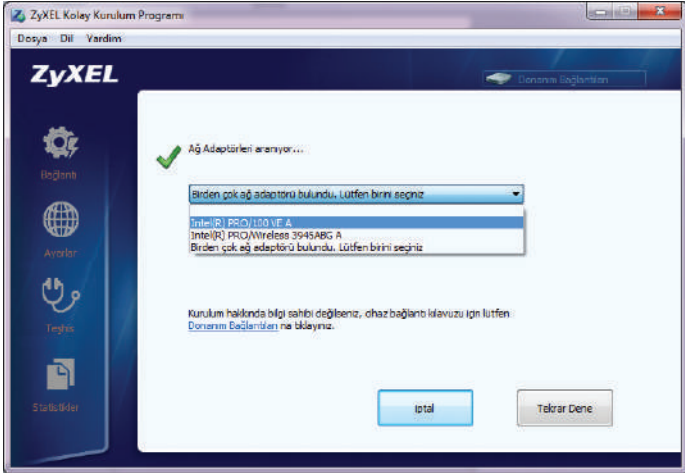 ZyXEL Kolay Kurulum Programı
Dosya Dil Yardim
ZyXEL
Donanım Bağlantıları
Bağlantı
Ayarlar
Teşhis
Statistikler
Ağ Adaptörleri aranıyor...
Birden çok ağ adaptörü bulundu. Lütfen birini seçiniz
Intel(R) PRO/100 VE A
Intel(R) PRO/Wireless 3945ABG A
Birden çok ağ adaptörü bulundu. Lütfen birini seçiniz
Kurulum hakkında bilgi sahibi değilseniz, cihaz bağlantı kılavuzu için lütfen
Donanım Bağlantıları na tıklayınız.
İptal
Tekrar Dene